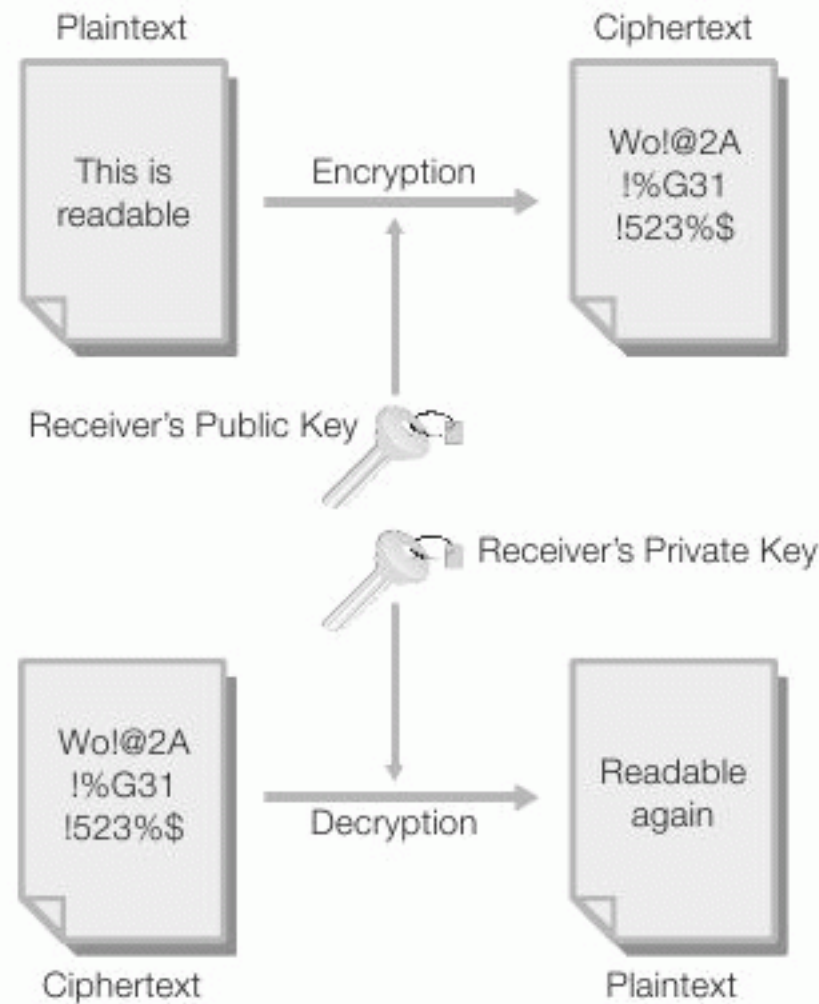 Plaintext
Ciphertext
This is
readable
Encryption
Wo!@2A
!%G31
!523%$
Receiver's Public Key
Receiver's Private Key
Wo!@2A
!%G31
!523%$
Decryption
Readable
again
Ciphertext
Plaintext